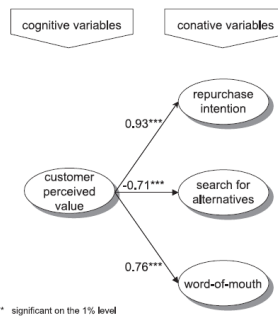 cognitive variables
conative variables
repurchase
intention
0.93***
customer
perceived
value
-0.71***
search for
alternatives
0.76***
word-of-mouth
* significant on the 1% level